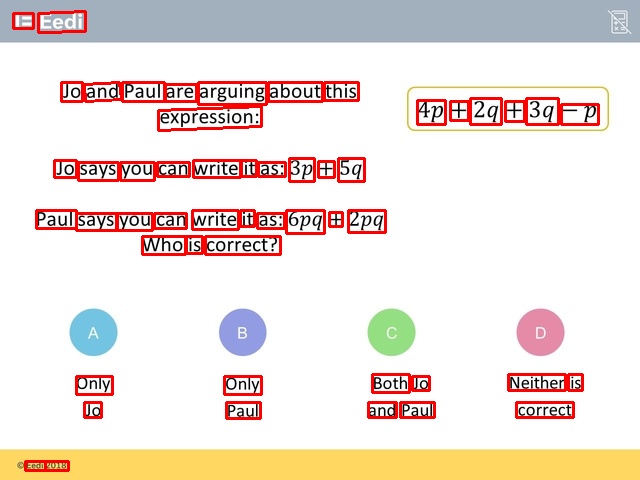 Eedi
Jo and Paul are arguing about this
expression:
4p + 2q + 3q − p
Jo says you can write it as: 3p + 5q
Paul says you can write it as: 6pq + 2pq
Who is correct?
A
B
C
D
Only
Jo
Only
Paul
Both Jo
and Paul
Neither is
correct
© Eedi 2018